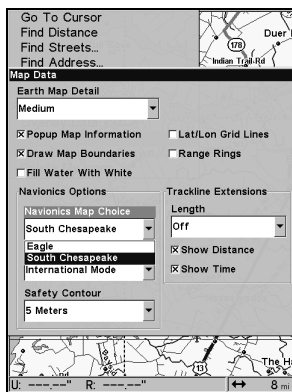 Go To Cursor
Find Distance
Find Streets...
Find Address...
178
Duer
Indian Trail Rd
Map Data
Earth Map Detail
Medium
Popup Map Information
Lat/Lon Grid Lines
Draw Map Boundaries
Range Rings
Fill Water With White
Navionics Options
Trackline Extensions
Navionics Map Choice
Length
South Chesapeake
Off
Eagle
South Chesapeake
Show Distance
International Mode
Show Time
Safety Contour
5 Meters
13
The H
U: ---.--" R: ---.--" ↔ 8 mi